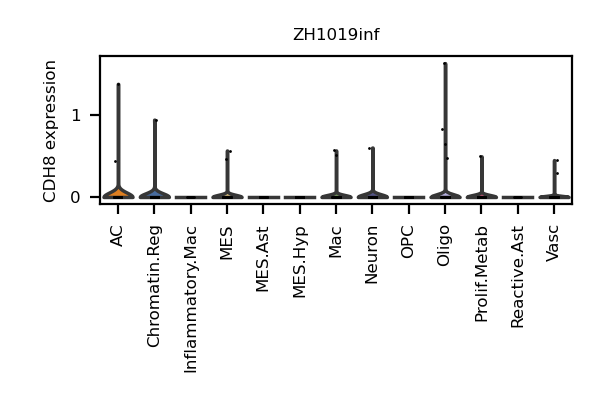 ZH1019inf
CDH8 expression
1
0
AC
Chromatin.Reg
Inflammatory.Mac
MES
MES.Ast
MES.Hyp
Mac
Neuron
OPC
Oligo
Prolif.Metab
Reactive.Ast
Vasc